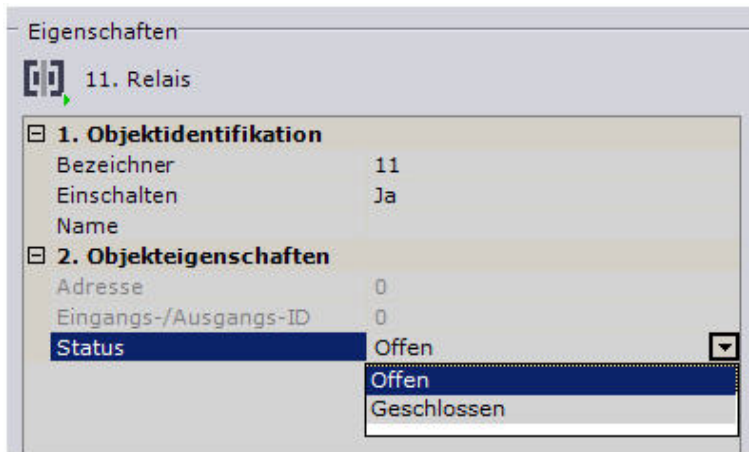 Eigenschaften
11. Relais
1. Objektidentifikation
Bezeichner 11
Einschalten Ja
Name
2. Objekteigenschaften
Adresse 0
Eingangs-/Ausgangs-ID 0
Status Offen
Offen
Geschlossen